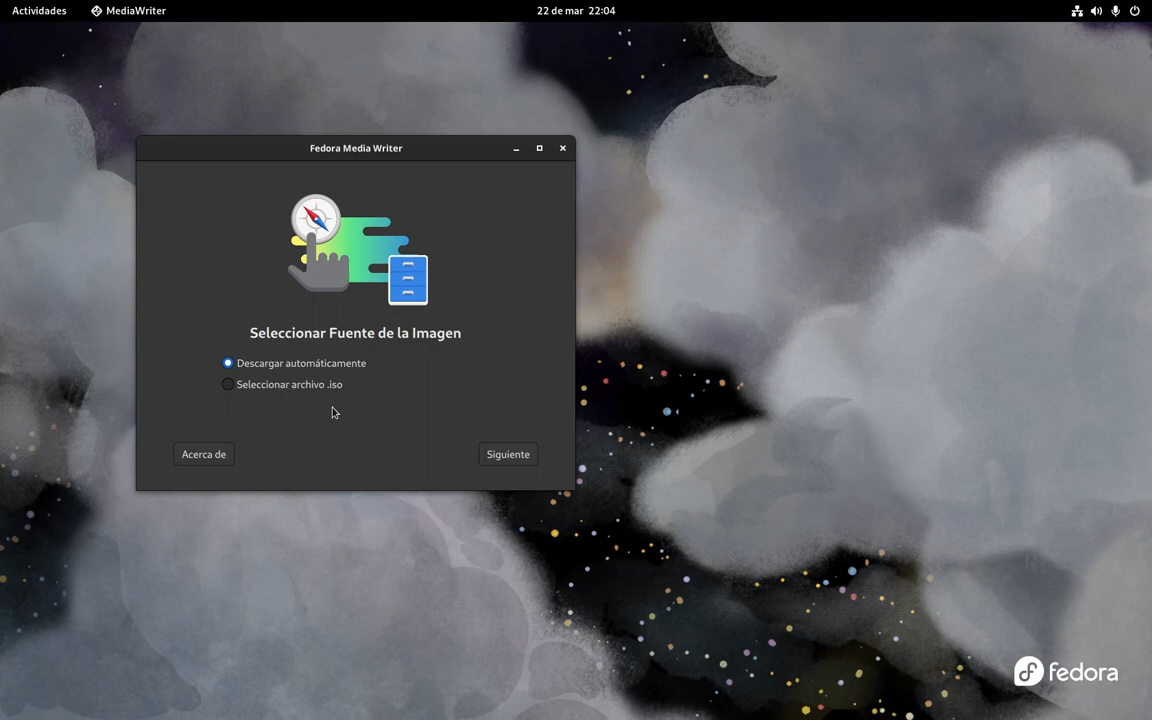 Actividades MediaWriter 22 de mar 22:04
Fedora Media Writer
Seleccionar Fuente de la Imagen
Descargar automáticamente
Seleccionar archivo .iso
Acerca de Siguiente
fedora